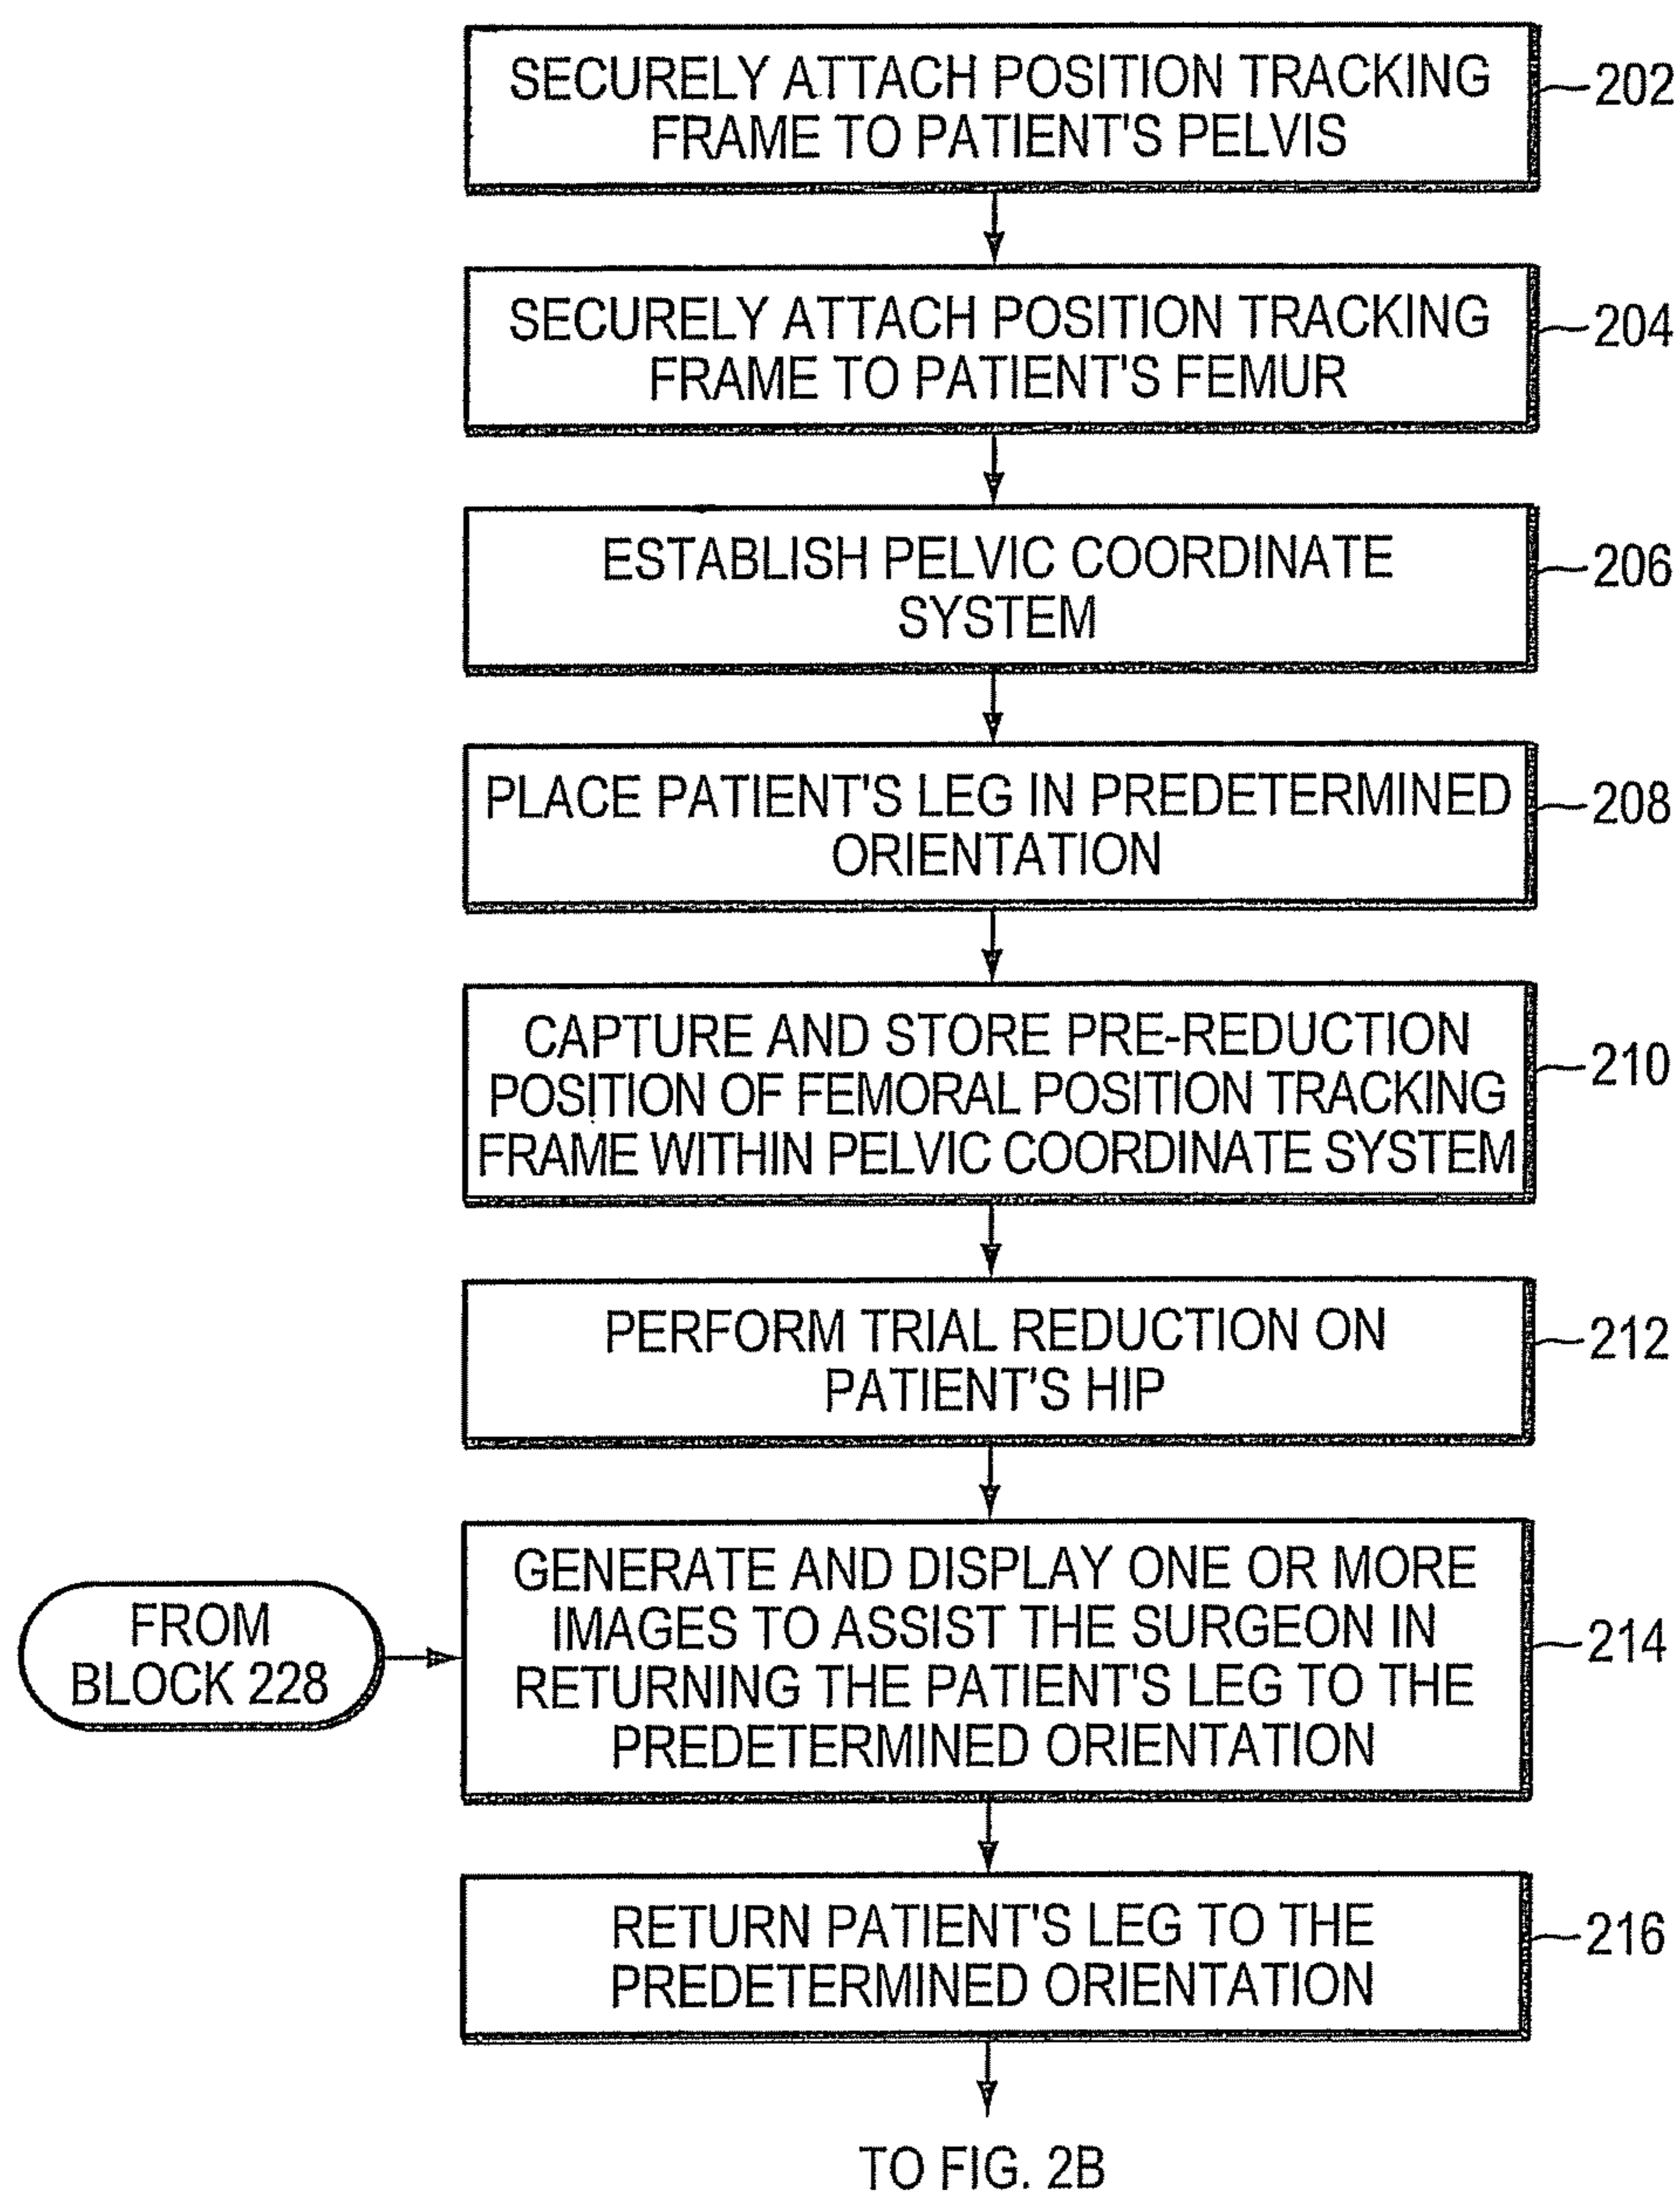 SECURELY ATTACH POSITION TRACKING
FRAME TO PATIENT'S PELVIS
202
SECURELY ATTACH POSITION TRACKING
FRAME TO PATIENT'S FEMUR
204
ESTABLISH PELVIC COORDINATE
SYSTEM
206
PLACE PATIENT'S LEG IN PREDETERMINED
ORIENTATION
208
CAPTURE AND STORE PRE-REDUCTION
POSITION OF FEMORAL POSITION TRACKING
FRAME WITHIN PELVIC COORDINATE SYSTEM
210
PERFORM TRIAL REDUCTION ON
PATIENT'S HIP
212
FROM
BLOCK 228
GENERATE AND DISPLAY ONE OR MORE
IMAGES TO ASSIST THE SURGEON IN
RETURNING THE PATIENT'S LEG TO THE
PREDETERMINED ORIENTATION
214
RETURN PATIENT'S LEG TO THE
PREDETERMINED ORIENTATION
216
TO FIG. 2B